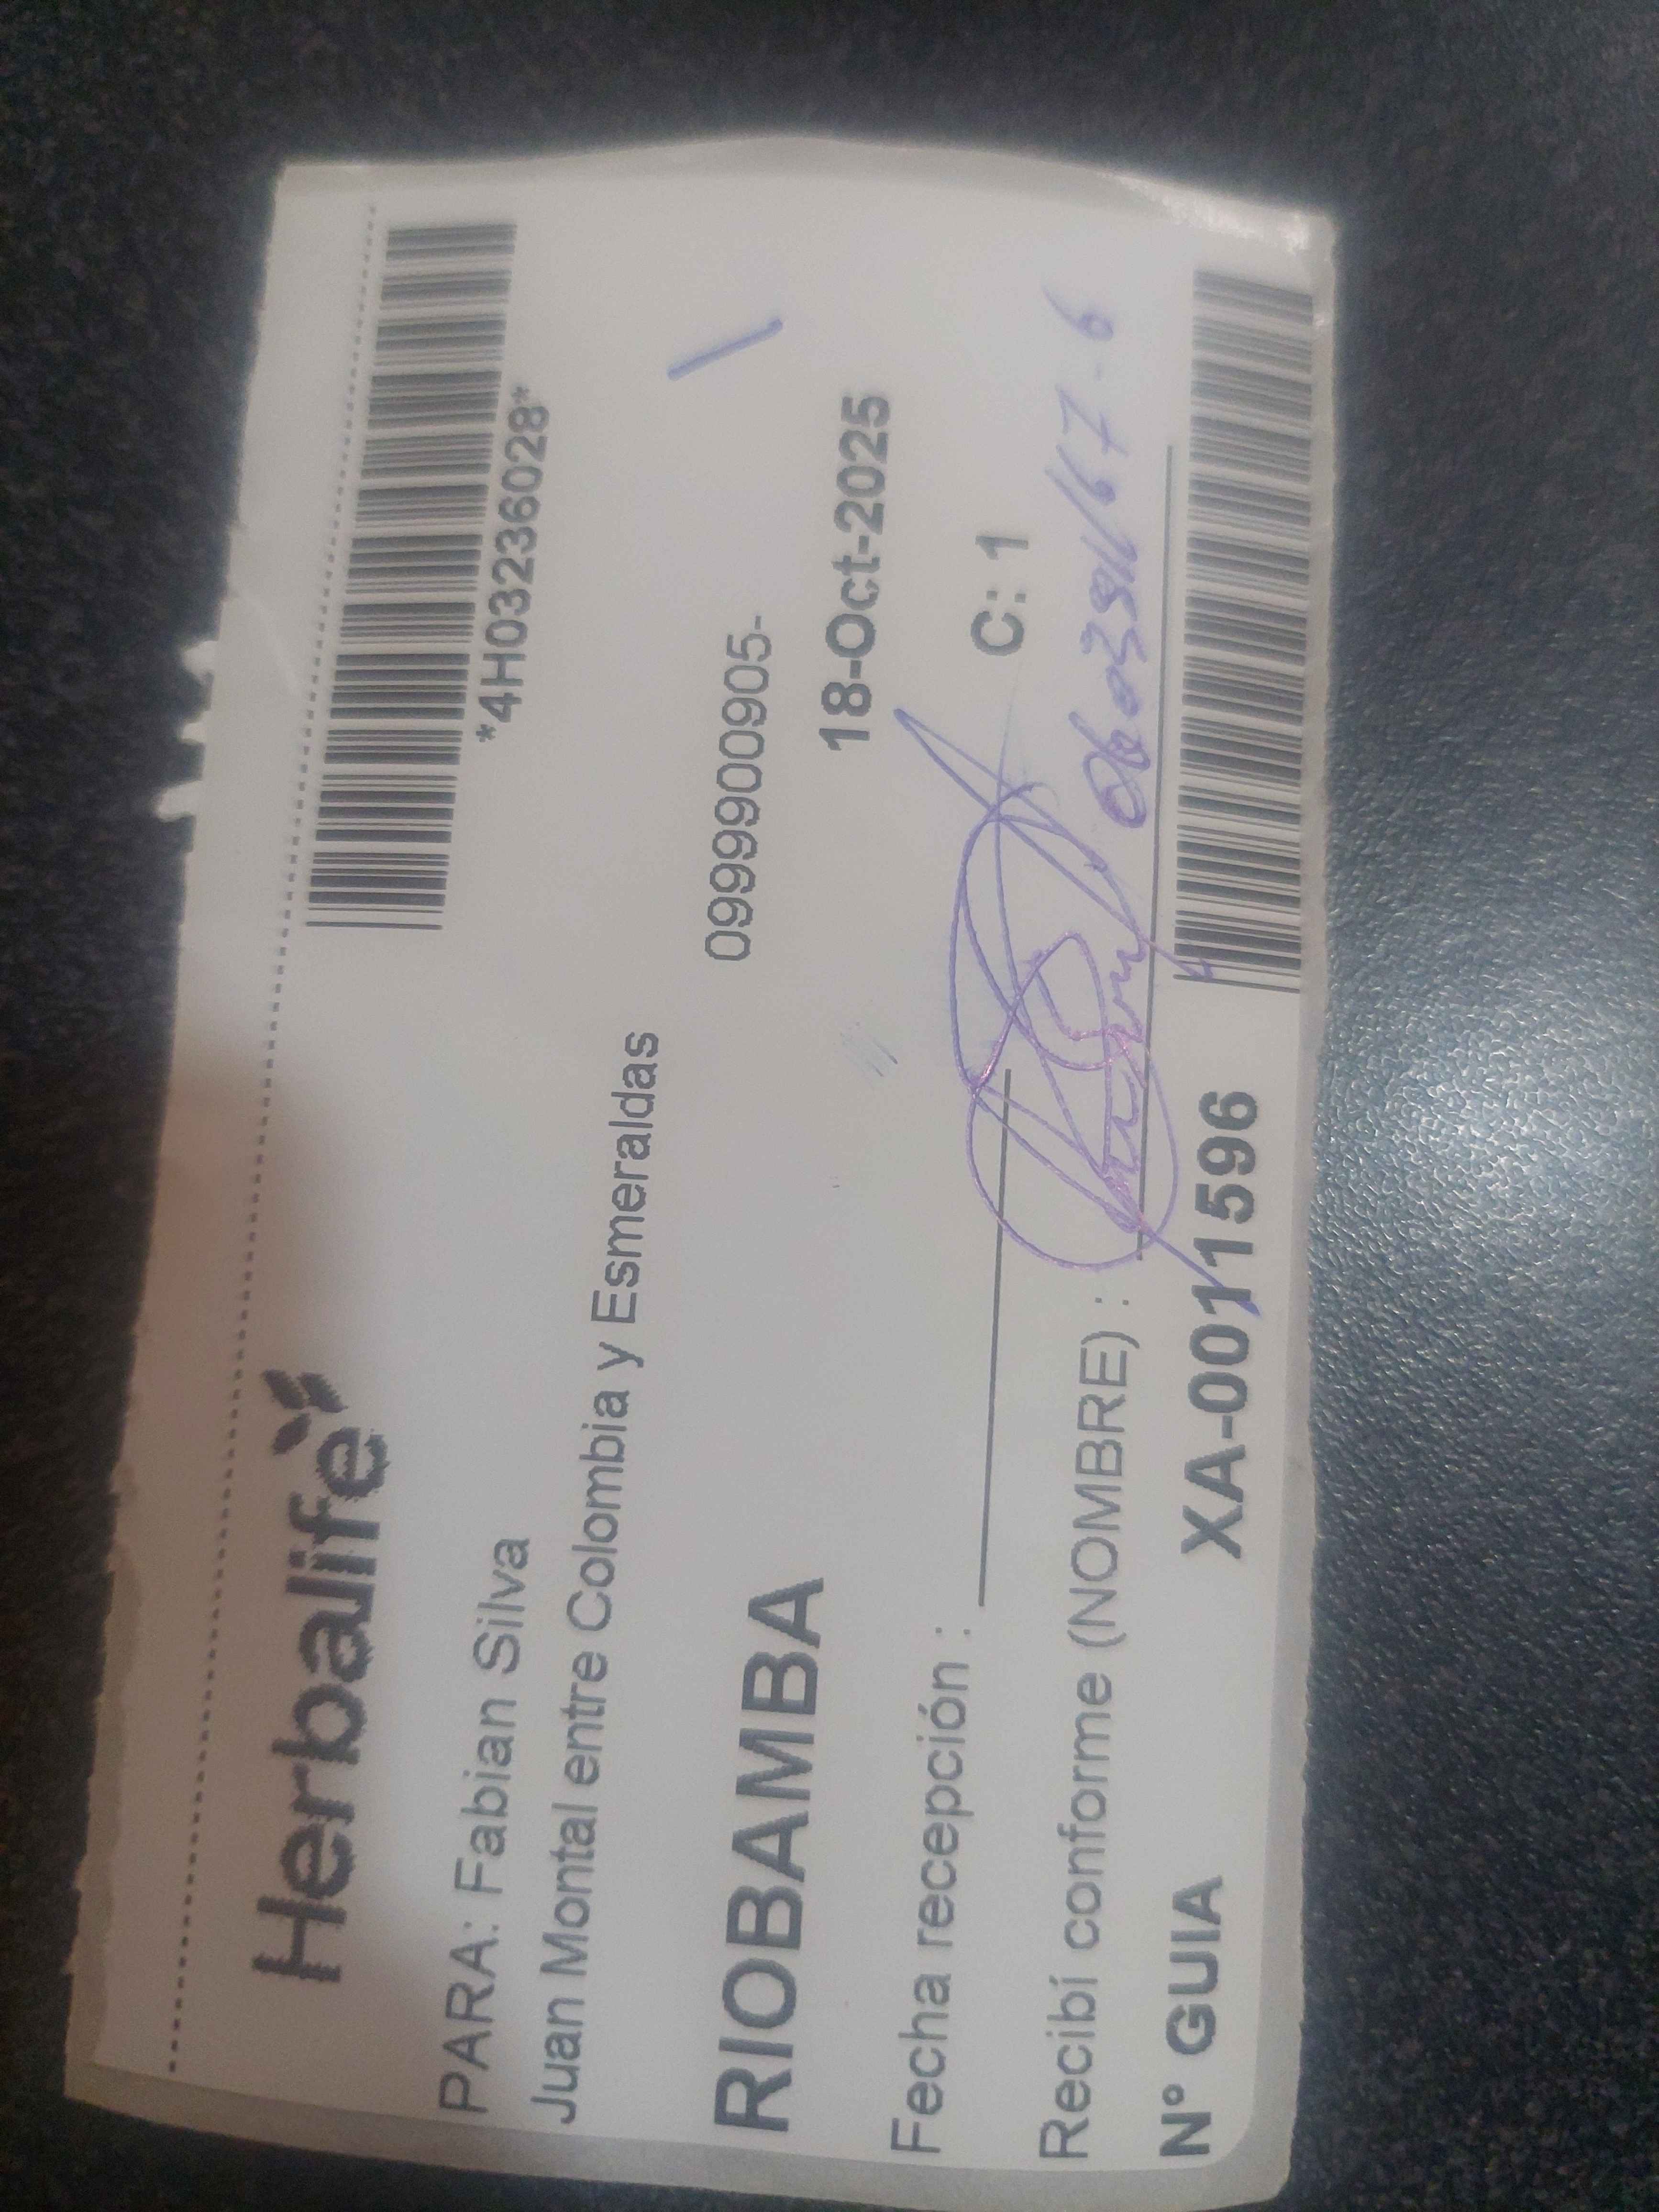 Herbalife
*4H03236028*
PARA: Fabian Silva
Juan Montal entre Colombia y Esmeraldas
0999900905-
RIOBAMBA
18-Oct-2025
Fecha recepción :
C: 1
Recibí conforme (NOMBRE) :
N° GUIA XA-0011596